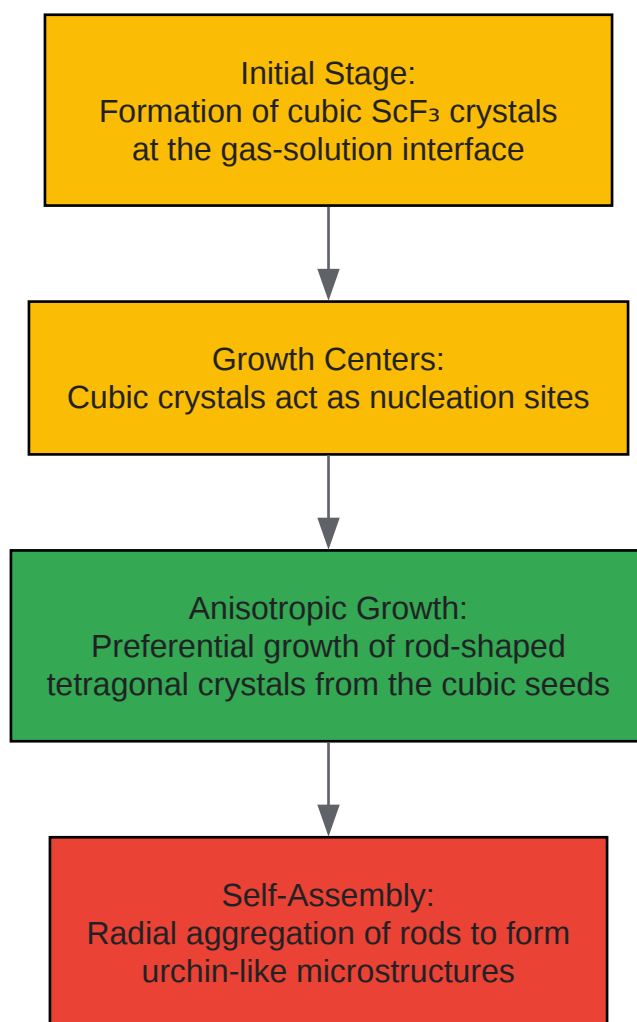 Initial Stage:
Formation of cubic ScF₃ crystals
at the gas-solution interface
Growth Centers:
Cubic crystals act as nucleation sites
Anisotropic Growth:
Preferential growth of rod-shaped
tetragonal crystals from the cubic seeds
Self-Assembly:
Radial aggregation of rods to form
urchin-like microstructures